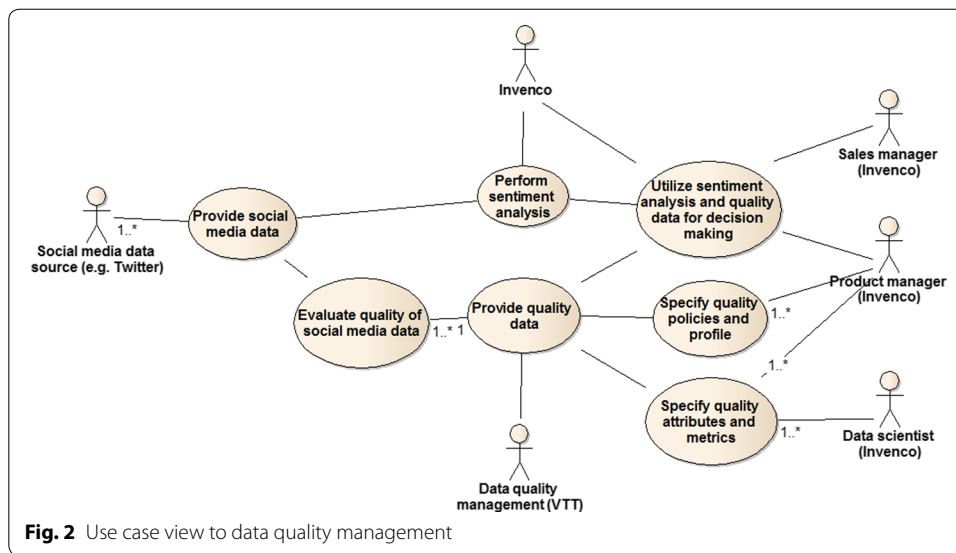 Invenco
Sales manager
(Invenco)
Perform
sentiment
analysis
Utilize sentiment
analysis and quality
data for decision
making
Provide social
media data
1..*
Social media data
source (e.g. Twitter)
Product manager
(Invenco)
Evaluate quality of
social media data
1..*
1
Provide quality
data
Specify quality
policies and
profile
1..*
1..*
Specify quality
attributes and
metrics
1..*
Data scientist
(Invenco)
Data quality
management (VTT)
Fig. 2 Use case view to data quality management